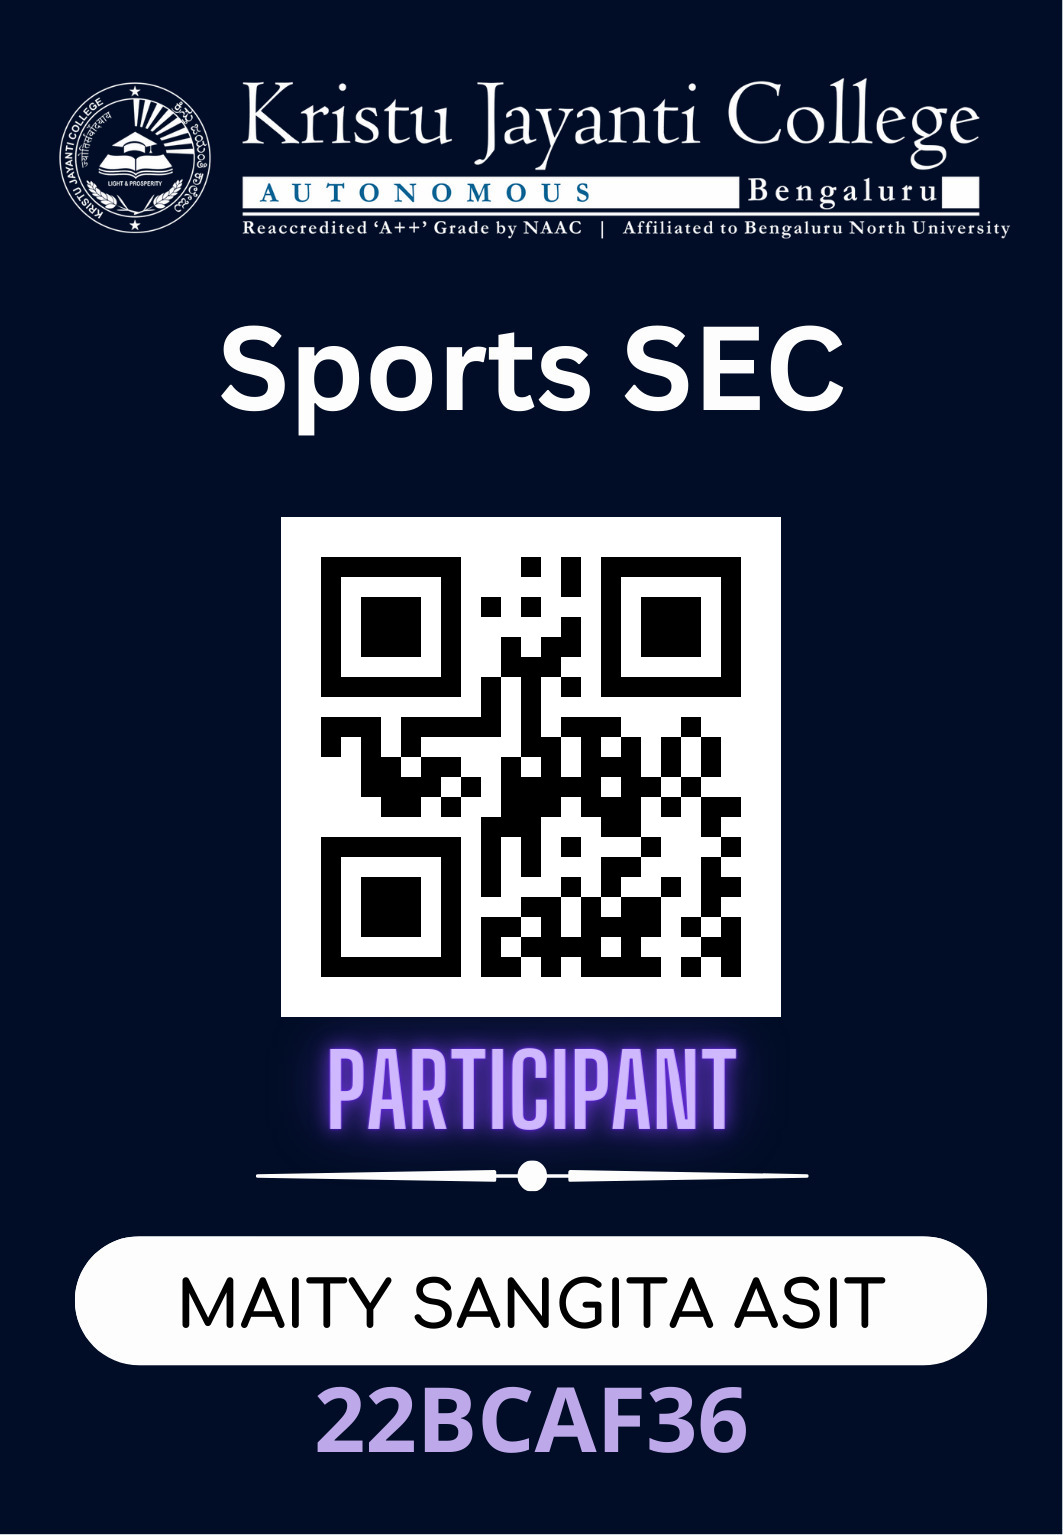 Kristu Jayanti College
AUTONOMOUS Bengaluru
Reaccredited ‘A++’ Grade by NAAC | Affiliated to Bengaluru North University
KRISTU JAYANTI COLLEGE
LIGHT & PROSPERITY
Sports SEC
PARTICIPANT
MAITY SANGITA ASIT
22BCAF36